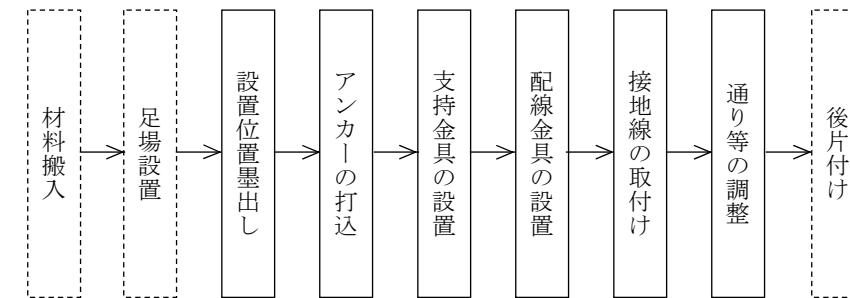 材料搬入
足場設置
設置位置墨出し
アンカーの打込
支持金具の設置
配線金具の設置
接地線の取付け
通り等の調整
後片付け